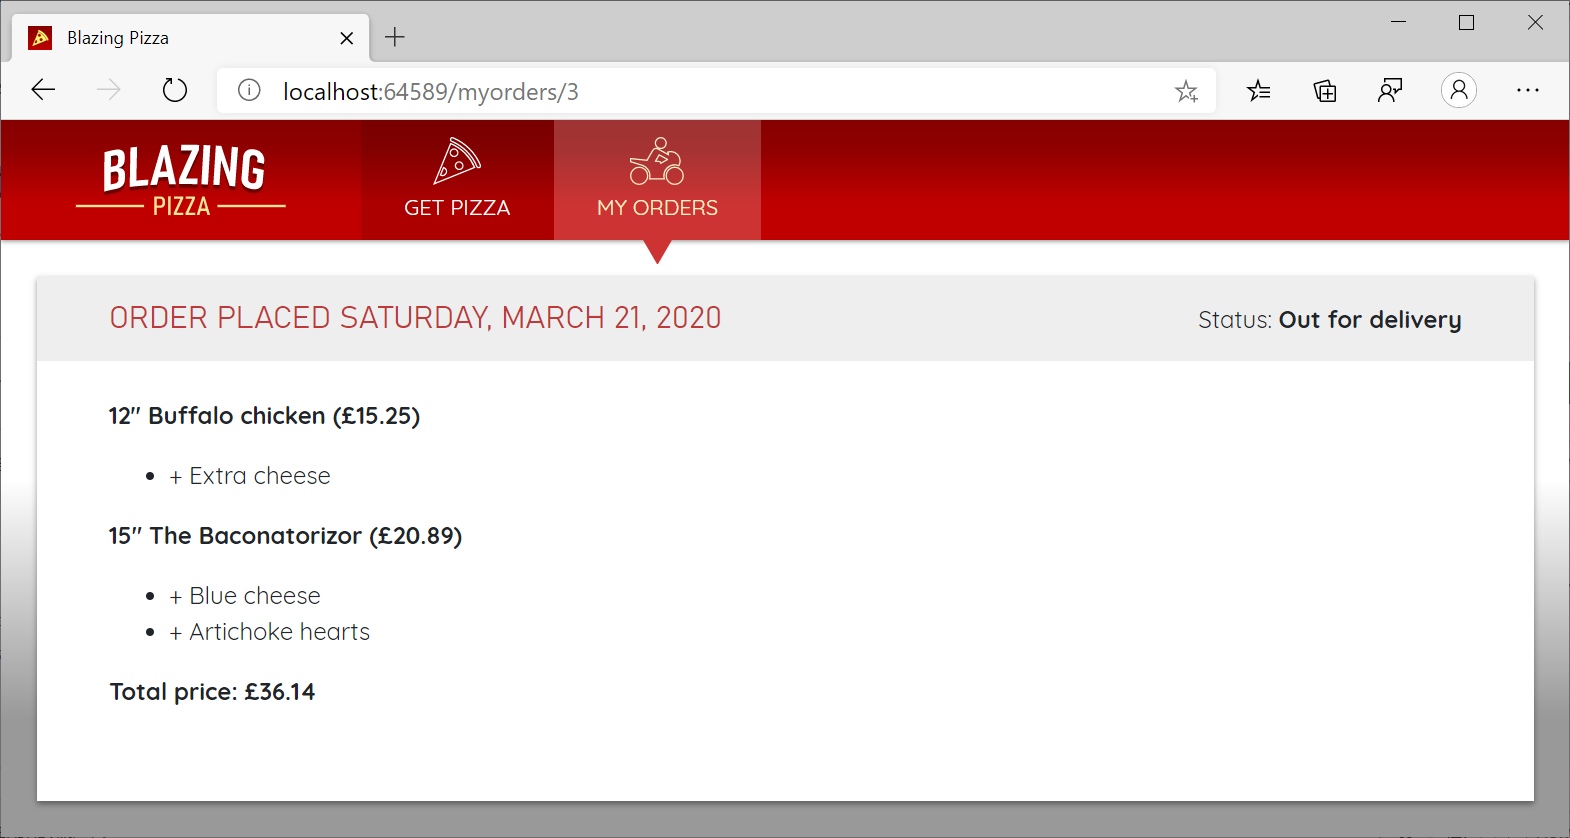 Blazing Pizza
localhost:64589/myorders/3
BLAZING
PIZZA
GET PIZZA
MY ORDERS
ORDER PLACED SATURDAY, MARCH 21, 2020
Status: Out for delivery
12" Buffalo chicken (£15.25)
• + Extra cheese
15" The Baconatorizor (£20.89)
• + Blue cheese
• + Artichoke hearts
Total price: £36.14